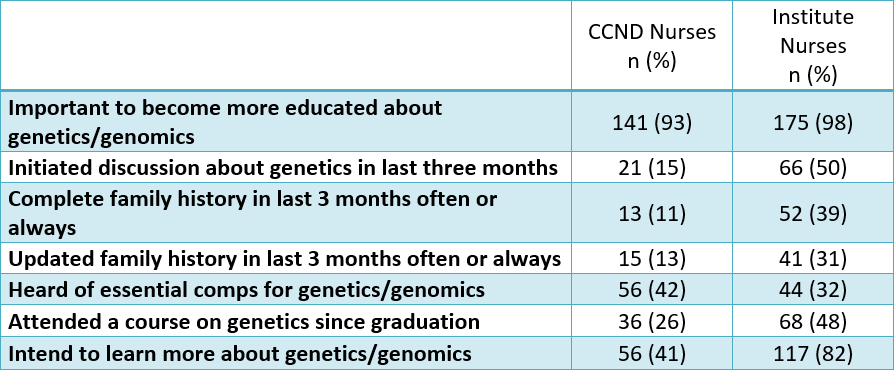 CCND Nurses
n (%)
Institute
Nurses
n (%)
Important to become more educated about
genetics/genomics
141 (93)
175 (98)
Initiated discussion about genetics in last three months
21 (15)
66 (50)
Complete family history in last 3 months often or
always
13 (11)
52 (39)
Updated family history in last 3 months often or always
15 (13)
41 (31)
Heard of essential comps for genetics/genomics
56 (42)
44 (32)
Attended a course on genetics since graduation
36 (26)
68 (48)
Intend to learn more about genetics/genomics
56 (41)
117 (82)